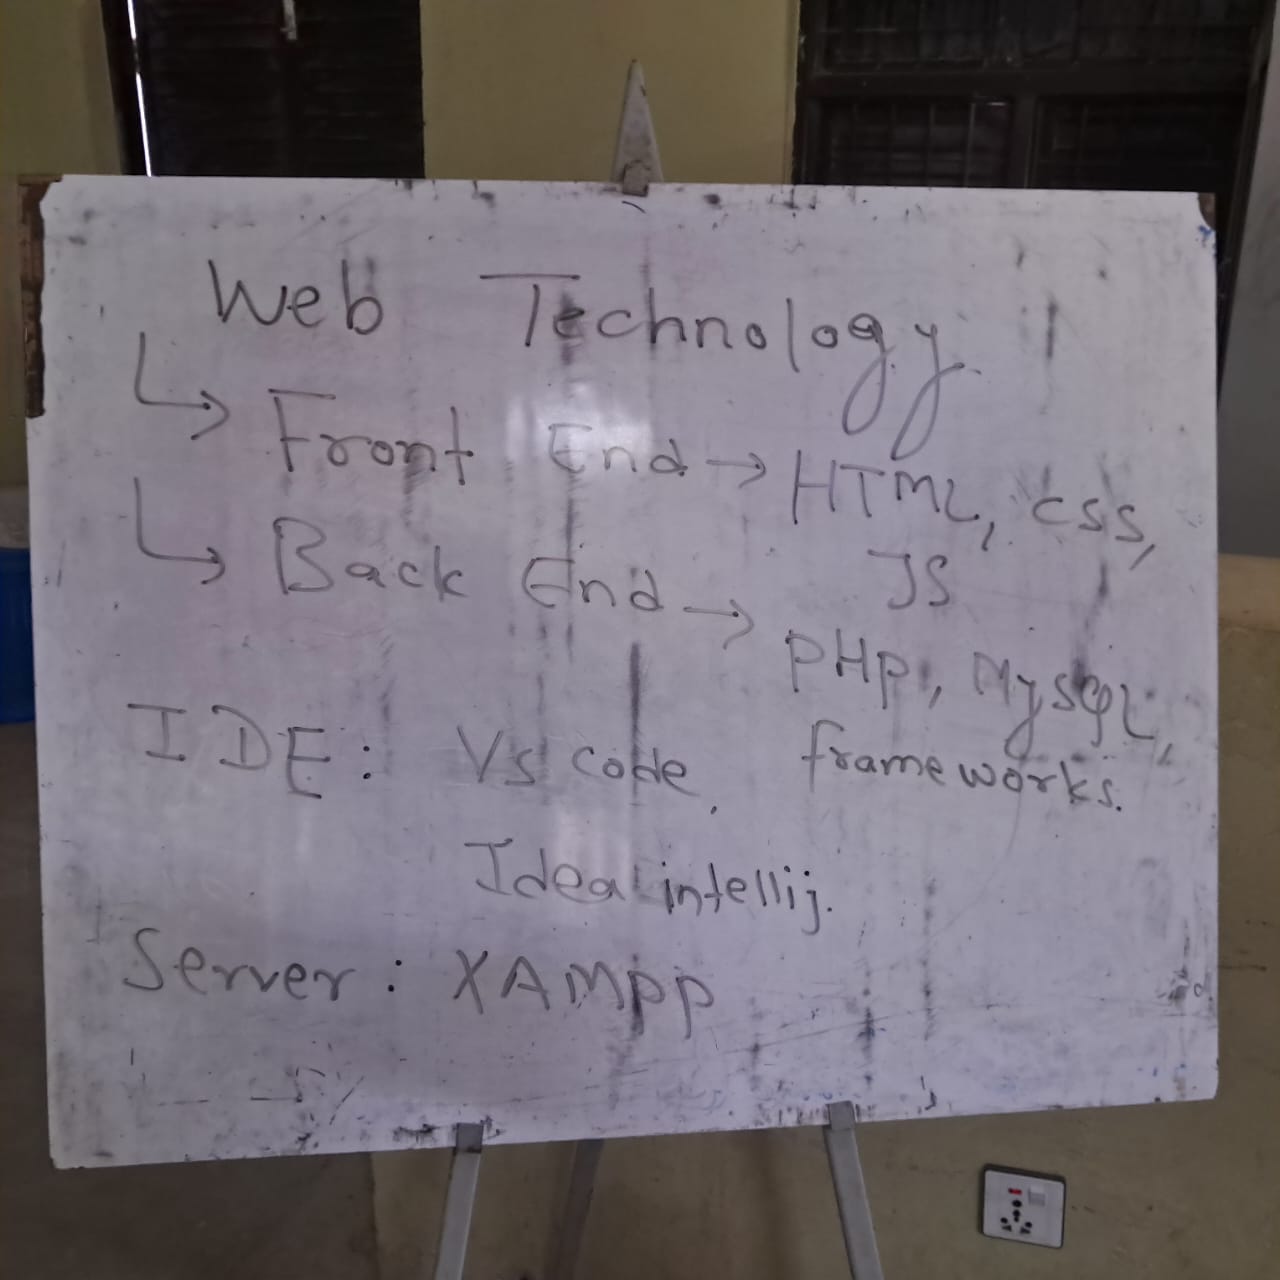 Web Technology
↳ Front End → HTML, CSS,
JS
↳ Back End → PHP, MySQL,
frameworks.
IDE: Vs code,
Idea intellij.
Server: XAMPP